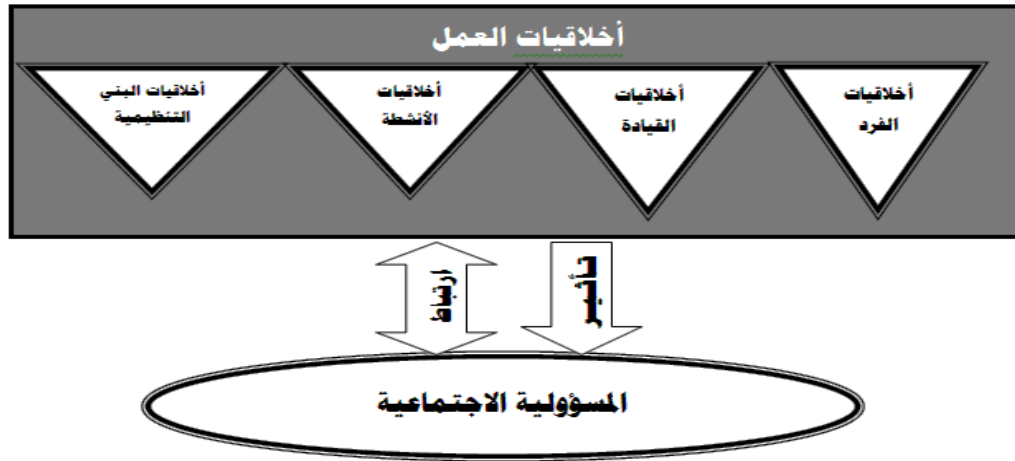 أخلاقيات العمل
أخلاقيات
الفرد
أخلاقيات
القيادة
أخلاقيات
الأنشطة
أخلاقيات البني
التنظيمية
تأثير
ارتباط
المسؤولية الاجتماعية